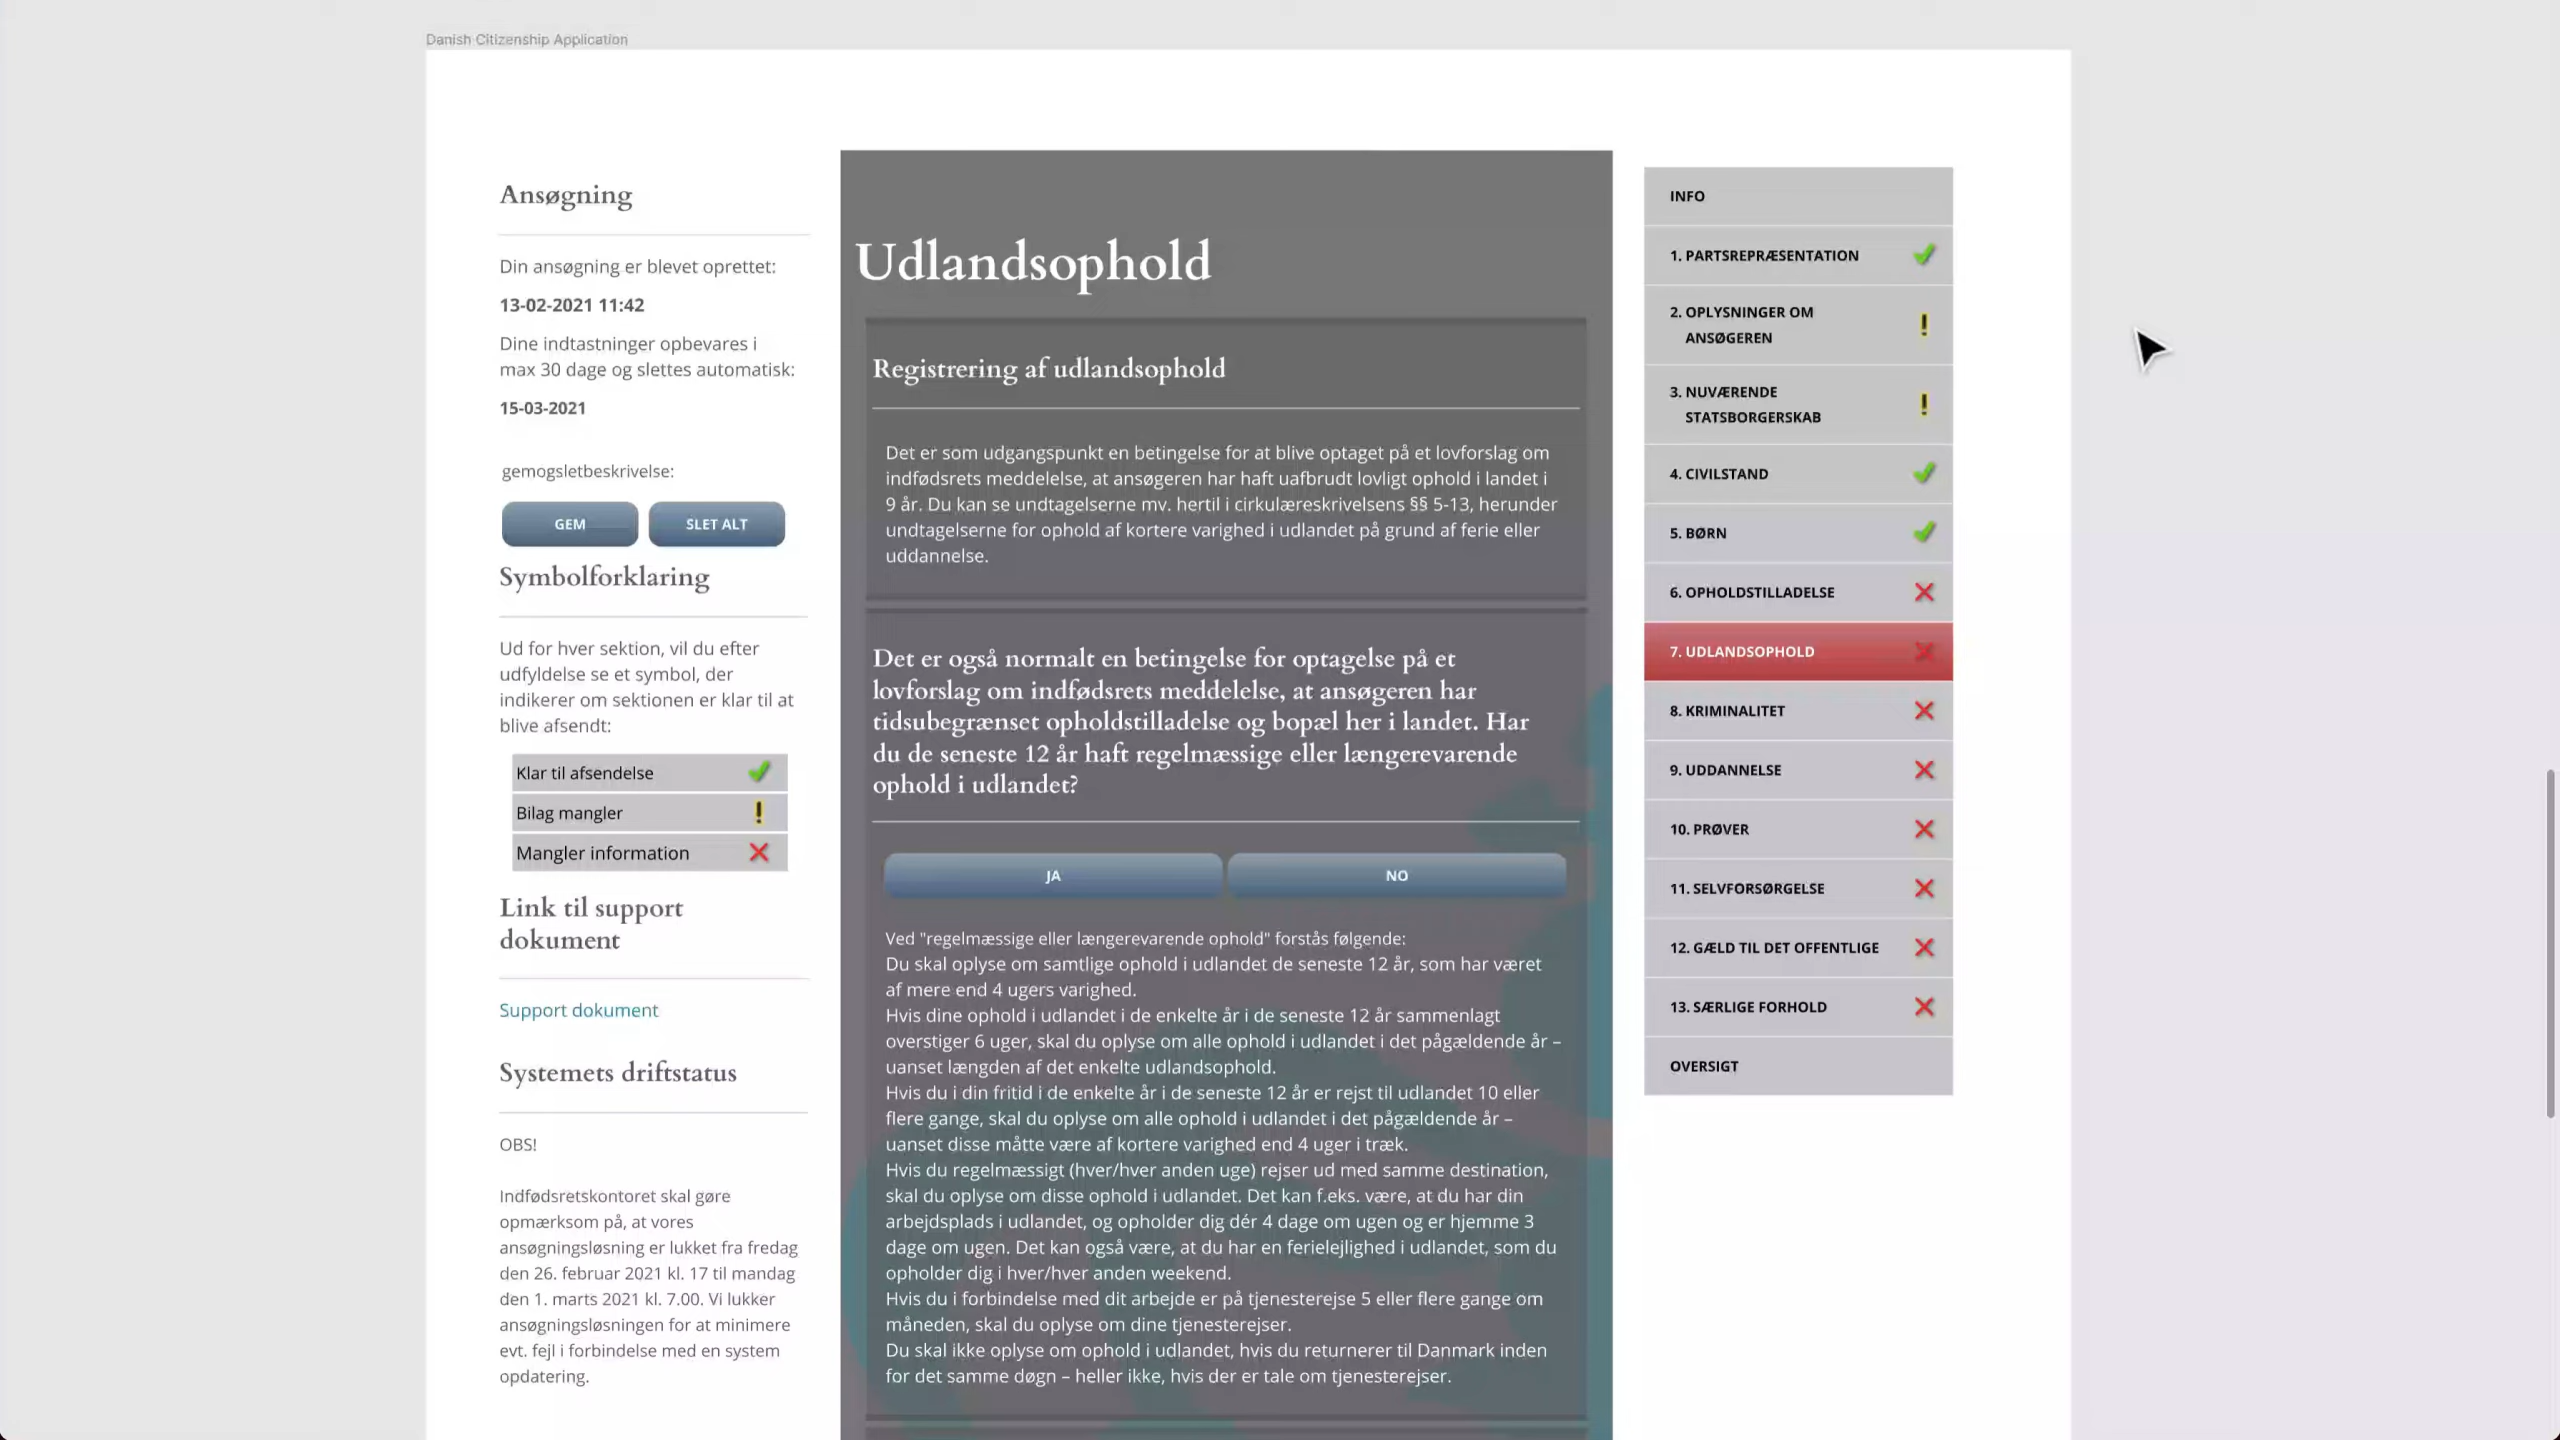 Danish Citizenship Application
Ansøgning
Din ansøgning er blevet oprettet:
13-02-2021 11:42
Dine indtastninger opbevares i
max 30 dage og slettes automatisk:
15-03-2021
gemogsletbeskrivelse:
GEM
SLET ALT
Symbolforklaring
Ud for hver sektion, vil du efter
udfyldelse se et symbol, der
indikerer om sektionen er klar til at
blive afsendt:
Klar til afsendelse
Bilag mangler
Mangler information
Link til support
dokument
Support dokument
Systemets driftstatus
OBS!
Indfødsretskontoret skal gøre
opmærksom på, at vores
ansøgningsløsning er lukket fra fredag
den 26. februar 2021 kl. 17 til mandag
den 1. marts 2021 kl. 7.00. Vi lukker
ansøgningsløsningen for at minimere
evt. fejl i forbindelse med en system
opdatering.
Udlandsophold
Registrering af udlandsophold
Det er som udgangspunkt en betingelse for at blive optaget på et lovforslag om
indfødsrets meddelelse, at ansøgeren har haft uafbrudt lovligt ophold i landet i
9 år. Du kan se undtagelserne mv. hertil i cirkulæreskrivelsens §§ 5-13, herunder
undtagelserne for ophold af kortere varighed i udlandet på grund af ferie eller
uddannelse.
Det er også normalt en betingelse for optagelse på et
lovforslag om indfødsrets meddelelse, at ansøgeren har
tidsubegrænset opholdstilladelse og bopæl her i landet. Har
du de seneste 12 år haft regelmæssige eller længerevarende
ophold i udlandet?
JA
NO
Ved "regelmæssige eller længerevarende ophold" forstås følgende:
Du skal oplyse om samtlige ophold i udlandet de seneste 12 år, som har været
af mere end 4 ugers varighed.
Hvis dine ophold i udlandet i de enkelte år i de seneste 12 år sammenlagt
overstiger 6 uger, skal du oplyse om alle ophold i udlandet i det pågældende år –
uanset længden af det enkelte udlandsophold.
Hvis du i din fritid i de enkelte år i de seneste 12 år er rejst til udlandet 10 eller
flere gange, skal du oplyse om alle ophold i udlandet i det pågældende år –
uanset disse måtte være af kortere varighed end 4 uger i træk.
Hvis du regelmæssigt (hver/hver anden uge) rejser ud med samme destination,
skal du oplyse om disse ophold i udlandet. Det kan f.eks. være, at du har din
arbejdsplads i udlandet, og opholder dig dér 4 dage om ugen og er hjemme 3
dage om ugen. Det kan også være, at du har en ferielejlighed i udlandet, som du
opholder dig i hver/hver anden weekend.
Hvis du i forbindelse med dit arbejde er på tjenesterejse 5 eller flere gange om
måneden, skal du oplyse om dine tjenesterejser.
Du skal ikke oplyse om ophold i udlandet, hvis du returnerer til Danmark inden
for det samme døgn – heller ikke, hvis der er tale om tjenesterejser.
INFO
1. PARTSREPRÆSENTATION
2. OPLYSNINGER OM
ANSØGEREN
3. NUVÆRENDE
STATSBORGERSKAB
4. CIVILSTAND
5. BØRN
6. OPHOLDSTILLADELSE
7. UDLANDSOPHOLD
8. KRIMINALITET
9. UDDANNELSE
10. PRØVER
11. SELVFORSØRGELSE
12. GÆLD TIL DET OFFENTLIGE
13. SÆRLIGE FORHOLD
OVERSIGT